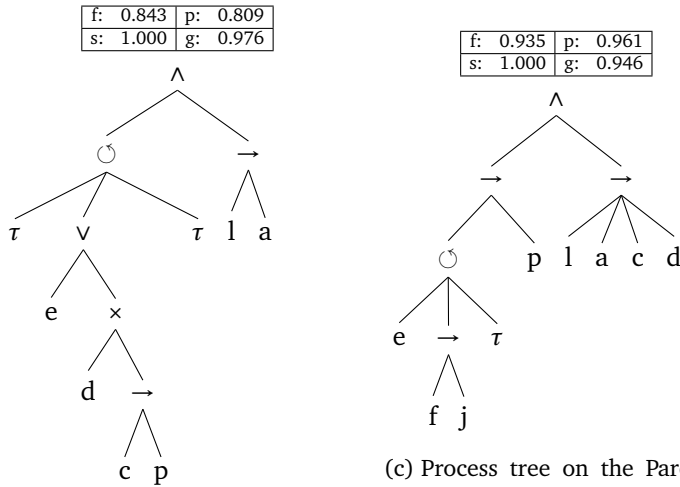 f: 0.843 p: 0.809
s: 1.000 g: 0.976
∧
↻ →
τ ∨ τ l a
e ×
d →
c p
f: 0.935 p: 0.961
s: 1.000 g: 0.946
∧
→ →
↻ p l a c d
e → τ
f j
(c) Process tree on the